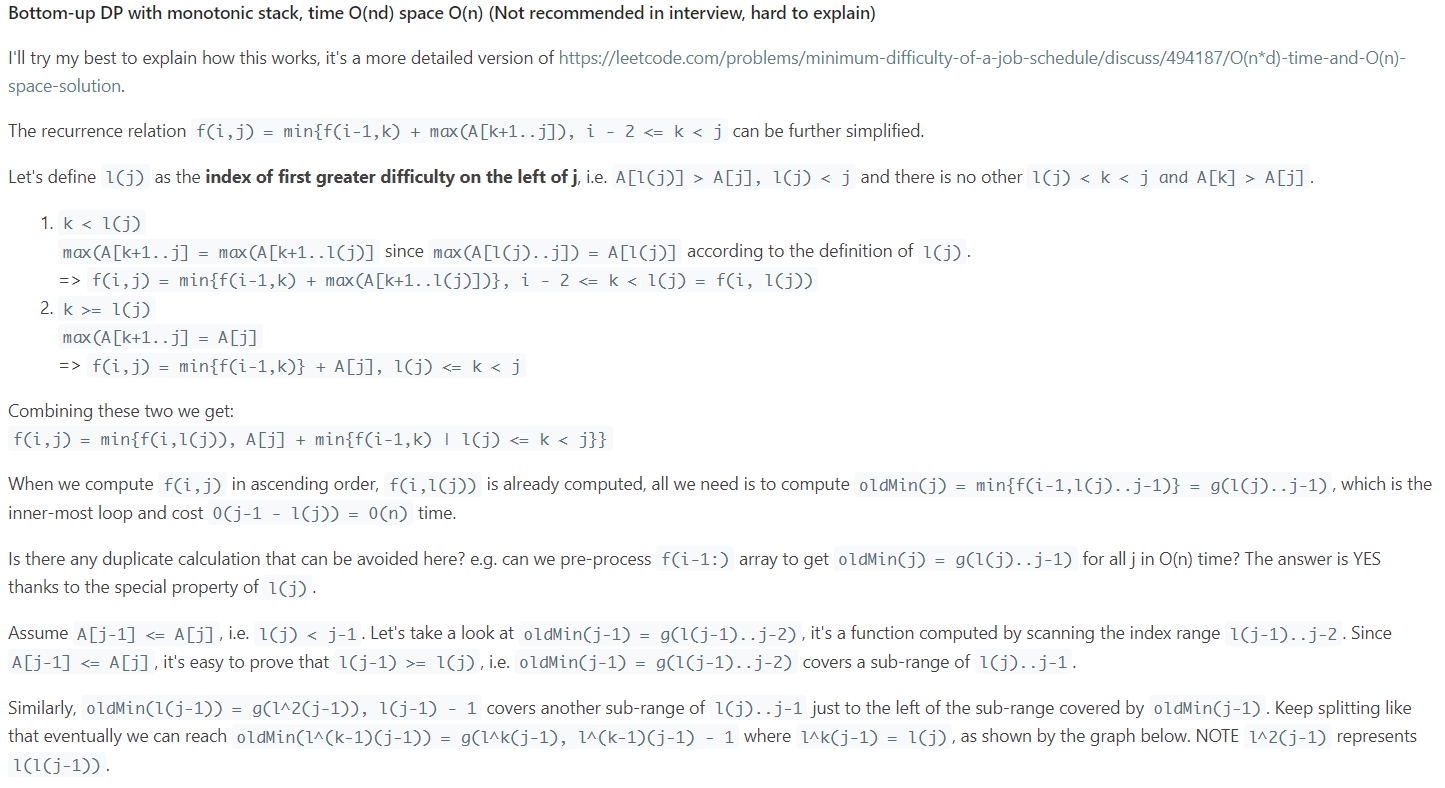 Bottom-up DP with monotonic stack, time O(nd) space O(n) (Not recommended in interview, hard to explain)
I'll try my best to explain how this works, it's a more detailed version of https://leetcode.com/problems/minimum-difficulty-of-a-job-schedule/discuss/494187/O(n*d)-time-and-O(n)-
space-solution.
The recurrence relation f(i,j) = min{f(i-1,k) + max(A[k+1..j]), i - 2 <= k < j can be further simplified.
Let's define l(j) as the index of first greater difficulty on the left of j, i.e. A[l(j)] > A[j], l(j) < j and there is no other l(j) < k < j and A[k] > A[j].
1. k < l(j)
max(A[k+1..j] = max(A[k+1..l(j)] since max(A[l(j)..j]) = A[l(j)] according to the definition of l(j).
=> f(i,j) = min{f(i-1,k) + max(A[k+1..l(j)])}, i - 2 <= k < l(j) = f(i, l(j))
2. k >= l(j)
max(A[k+1..j] = A[j]
=> f(i,j) = min{f(i-1,k)} + A[j], l(j) <= k < j
Combining these two we get:
f(i,j) = min{f(i,l(j)), A[j] + min{f(i-1,k) | l(j) <= k < j}}
When we compute f(i,j) in ascending order, f(i,l(j)) is already computed, all we need is to compute oldMin(j) = min{f(i-1,l(j)..j-1)} = g(l(j)..j-1), which is the
inner-most loop and cost O(j-1 - l(j)) = O(n) time.
Is there any duplicate calculation that can be avoided here? e.g. can we pre-process f(i-1:) array to get oldMin(j) = g(l(j)..j-1) for all j in O(n) time? The answer is YES
thanks to the special property of l(j).
Assume A[j-1] <= A[j], i.e. l(j) < j-1. Let's take a look at oldMin(j-1) = g(l(j-1)..j-2), it's a function computed by scanning the index range l(j-1)..j-2. Since
A[j-1] <= A[j], it's easy to prove that l(j-1) >= l(j), i.e. oldMin(j-1) = g(l(j-1)..j-2) covers a sub-range of l(j)..j-1.
Similarly, oldMin(l(j-1)) = g(l^2(j-1)), l(j-1) - 1 covers another sub-range of l(j)..j-1 just to the left of the sub-range covered by oldMin(j-1). Keep splitting like
that eventually we can reach oldMin(l^(k-1)(j-1)) = g(l^k(j-1), l^(k-1)(j-1) - 1 where l^k(j-1) = l(j), as shown by the graph below. NOTE l^2(j-1) represents
l(l(j-1)).